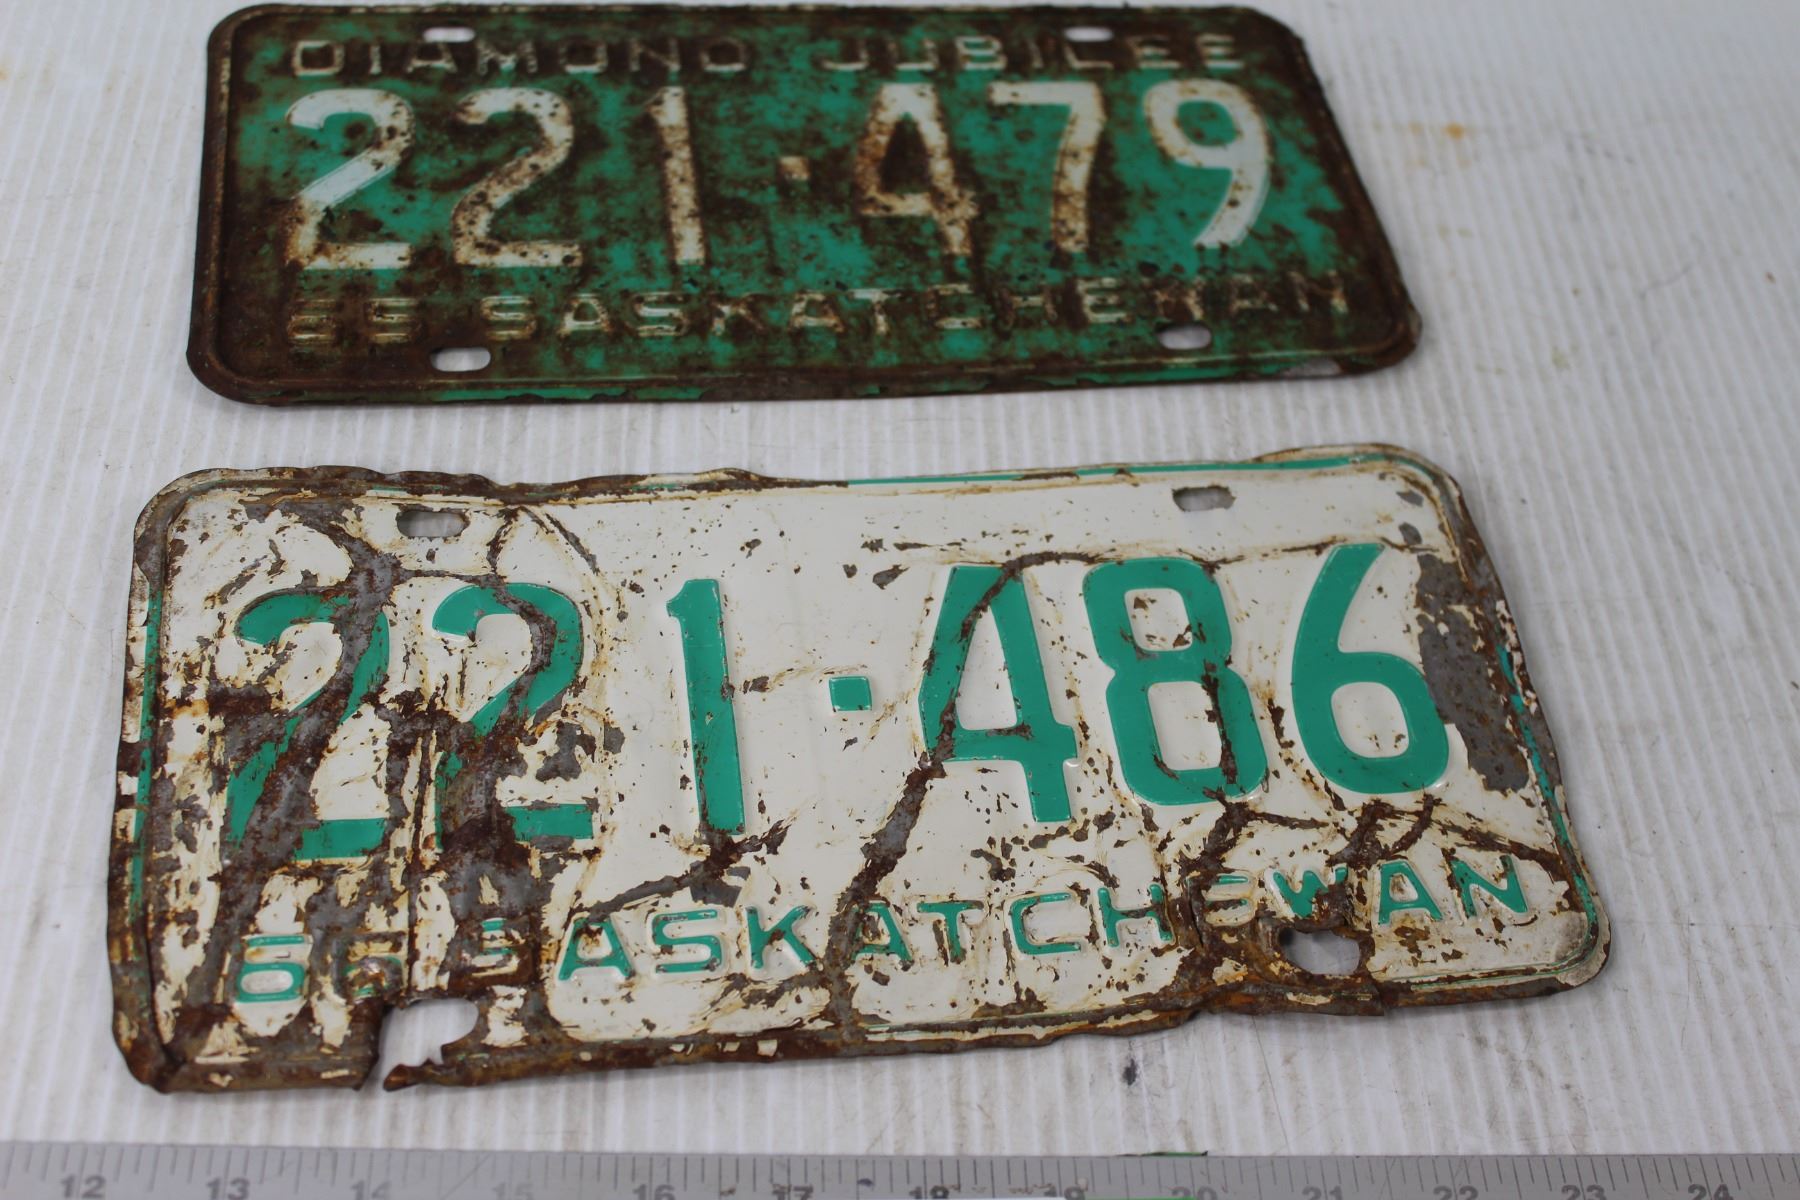 DIAMOND JUBILEE
221·479
65 SASKATCHEWAN
221·486
66 SASKATCHEWAN
12 13 14 15 16 17 18 19 20 21 22 23 24